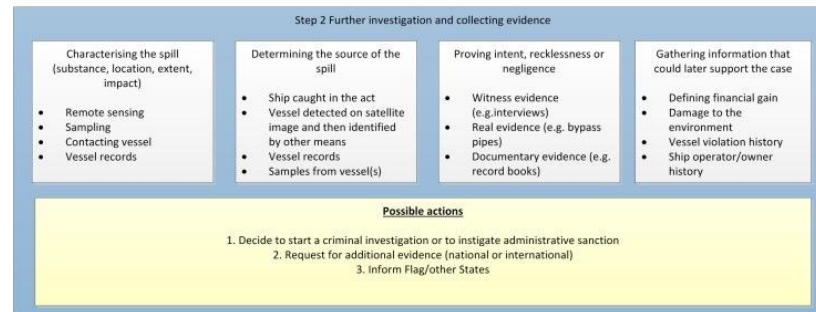 Step 2 Further investigation and collecting evidence
Characterising the spill
(substance, location, extent,
impact)
• Remote sensing
• Sampling
• Contacting vessel
• Vessel records
Determining the source of the
spill
• Ship caught in the act
• Vessel detected on satellite
image and then identified
by other means
• Vessel records
• Samples from vessel(s)
Proving intent, recklessness or
negligence
• Witness evidence
(e.g.interviews)
• Real evidence (e.g. bypass
pipes)
• Documentary evidence (e.g.
record books)
Gathering information that
could later support the case
• Defining financial gain
• Damage to the
environment
• Vessel violation history
• Ship operator/owner
history
Possible actions
1. Decide to start a criminal investigation or to instigate administrative sanction
2. Request for additional evidence (national or international)
3. Inform Flag/other States